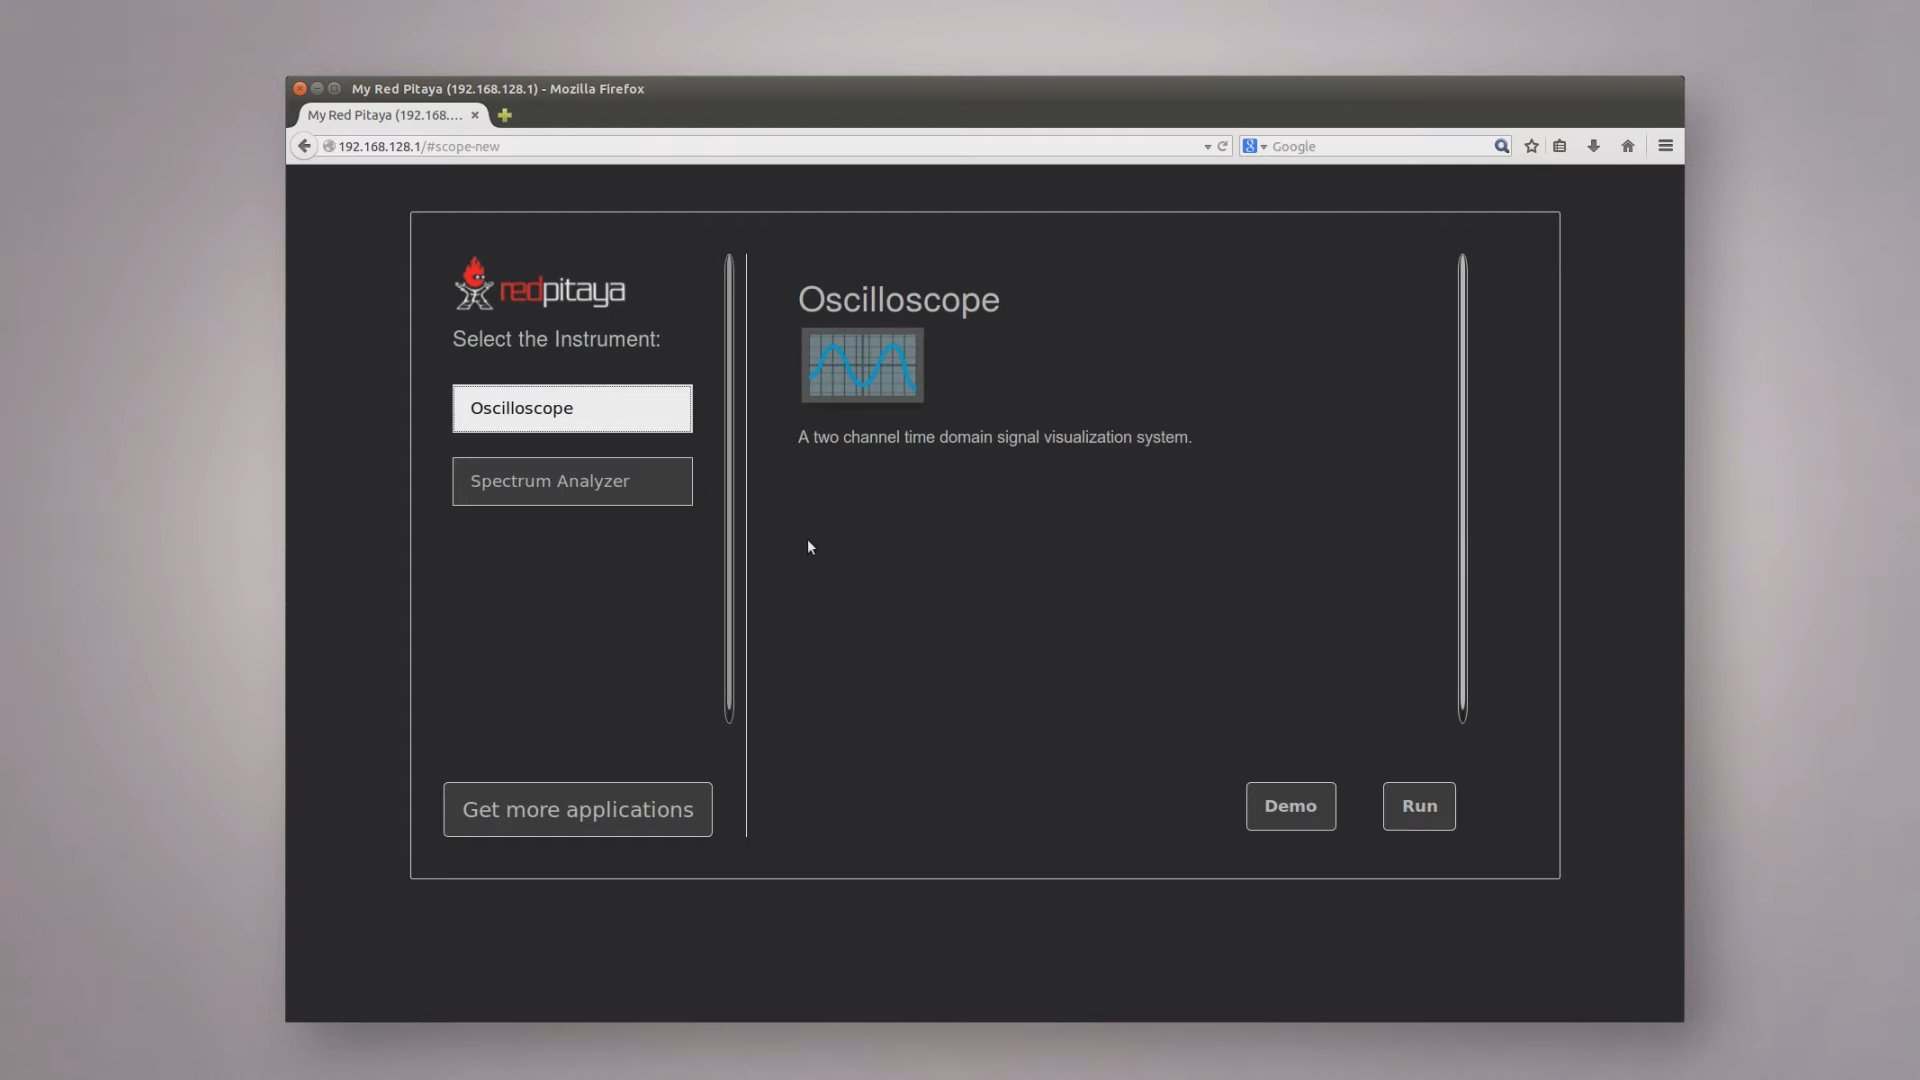 My Red Pitaya (192.168.128.1) - Mozilla Firefox
My Red Pitaya (192.168....
192.168.128.1/#scope-new
8
Google
redpitaya
Select the Instrument:
Oscilloscope
Spectrum Analyzer
Get more applications
Oscilloscope
A two channel time domain signal visualization system.
Demo
Run